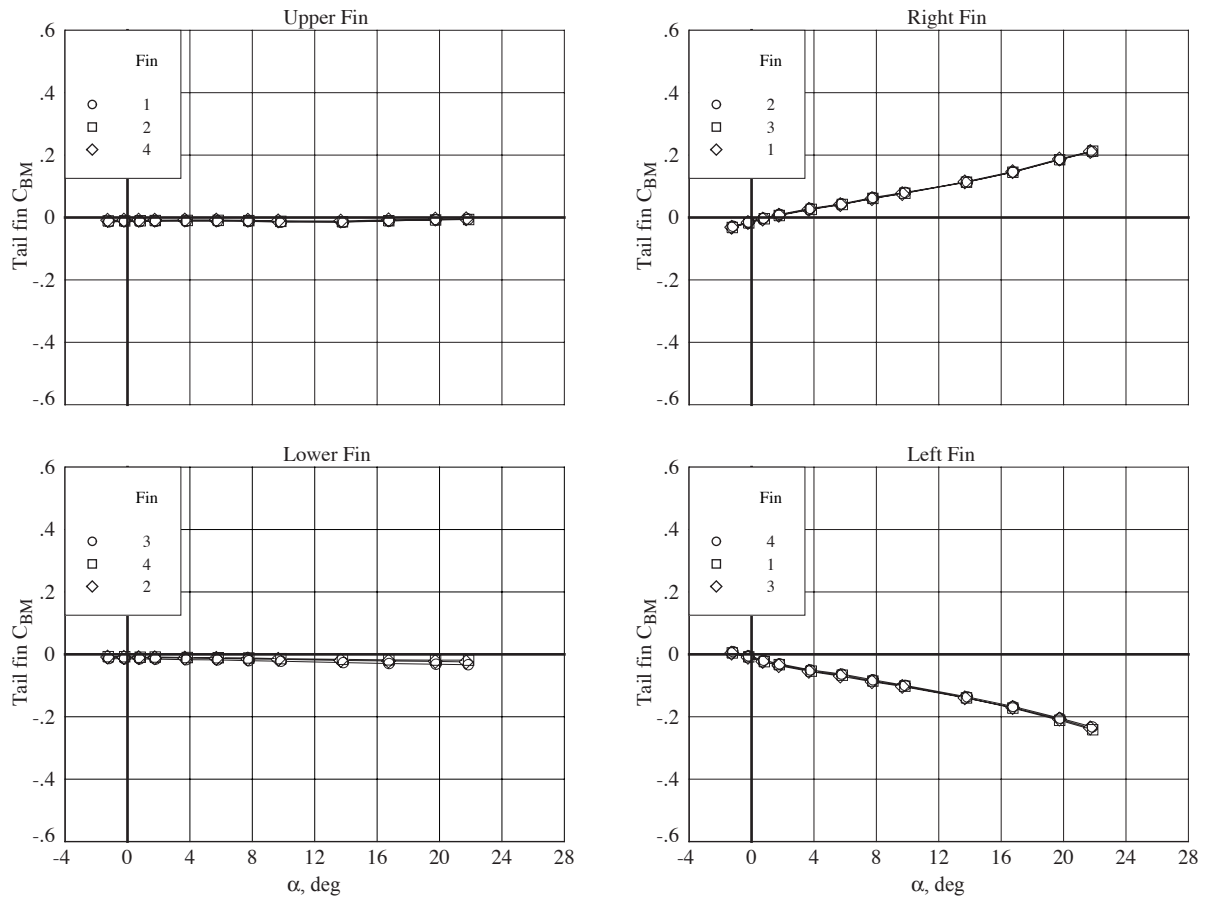 Upper Fin
.6
.4
.2
0
-.2
-.4
-.6
Tail fin C_BM
Fin
1
2
4
Right Fin
.6
.4
.2
0
-.2
-.4
-.6
Tail fin C_BM
Fin
2
3
1
Lower Fin
.6
.4
.2
0
-.2
-.4
-.6
Tail fin C_BM
Fin
3
4
2
-4 0 4 8 12 16 20 24 28
α, deg
Left Fin
.6
.4
.2
0
-.2
-.4
-.6
Tail fin C_BM
Fin
4
1
3
-4 0 4 8 12 16 20 24 28
α, deg